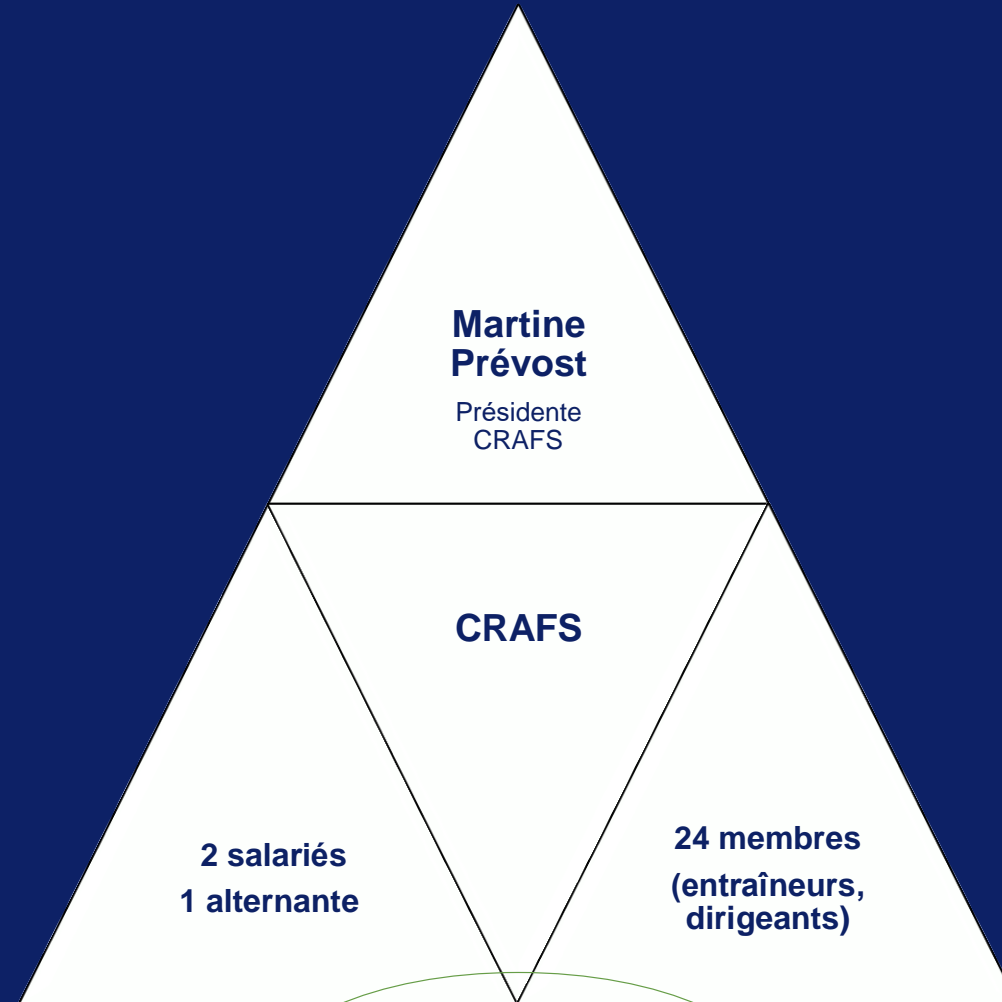 Martine
Prévost
Présidente
CRAFS
CRAFS
2 salariés
1 alternante
24 membres
(entraîneurs,
dirigeants)